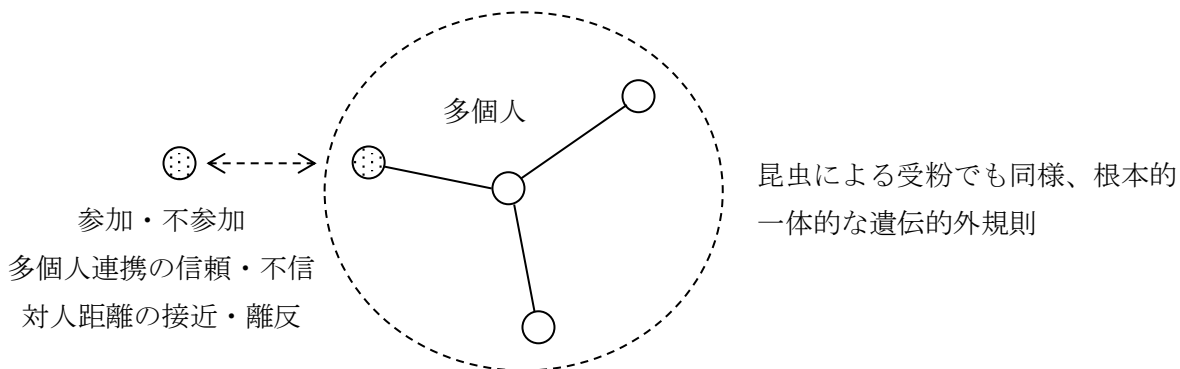 多個人
参加・不参加
多個人連携の信頼・不信
対人距離の接近・離反
昆虫による受粉でも同様、根本的
一体的な遺伝的外規則